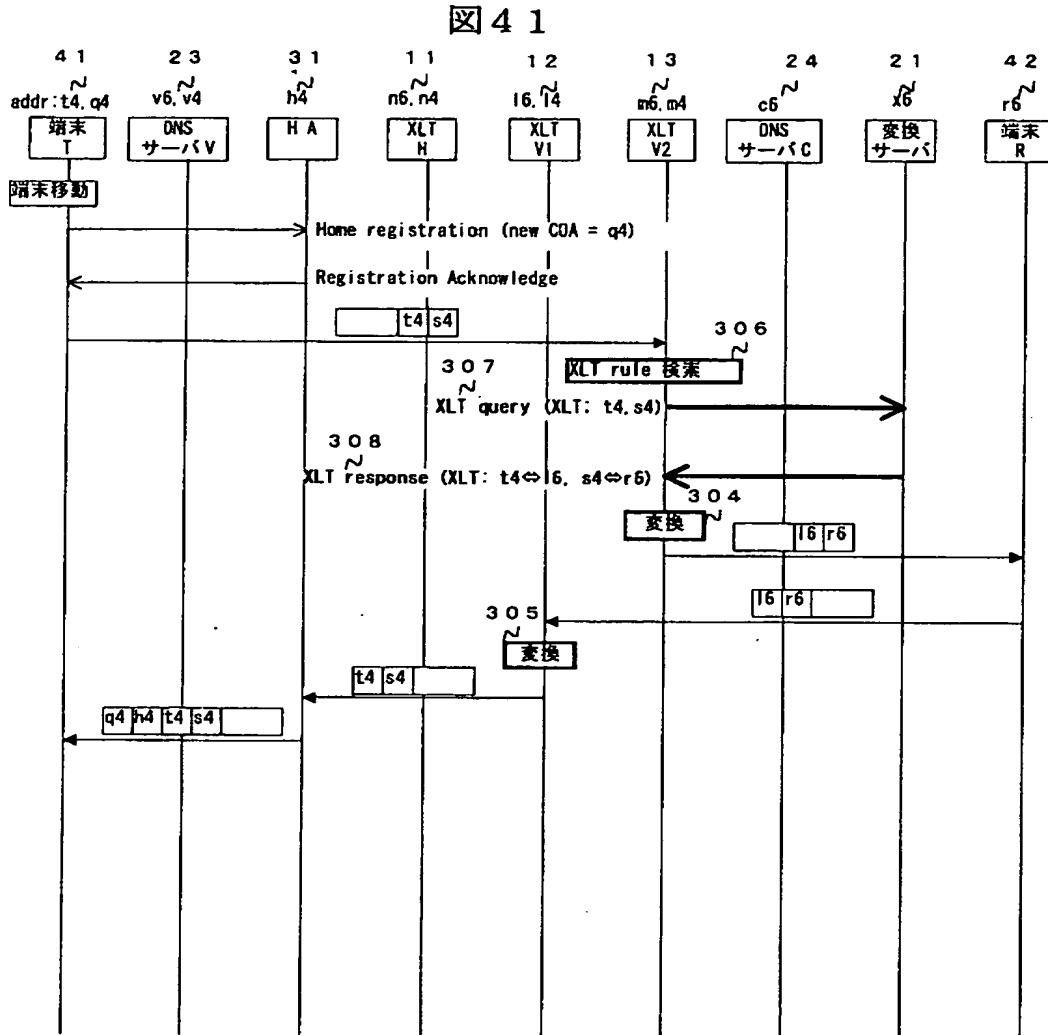 図41
41 23 31 11 12 13 24 21 42
addr:t4,q4 v6,v4 h4 n6,n4 l6,l4 m6,m4 c6 x6 r6
端末 DNS HA XLT XLT XLT DNS 変換 端末
T サーバV H V1 V2 サーバC サーバ R
端末移動
Home registration (new COA = q4)
Registration Acknowledge
t4 s4
306
XLT rule 検索
307
XLT query (XLT: t4,s4)
308
XLT response (XLT: t4⇔l6, s4⇔r6)
304
変換
l6 r6
l6 r6
305
変換
t4 s4
q4 h4 t4 s4